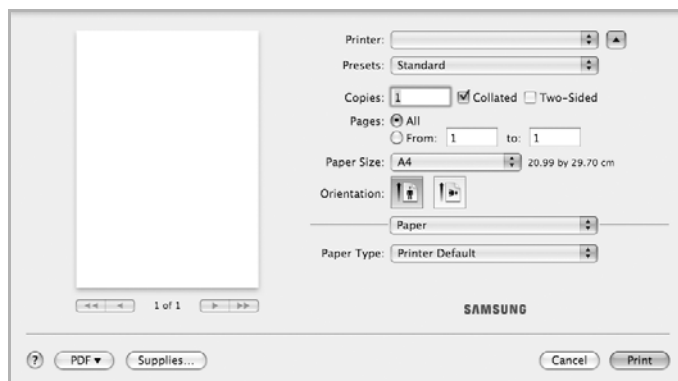 Printer:
Presets: Standard
Copies: 1 Collated Two-Sided
Pages: All
From: 1 to: 1
Paper Size: A4 20.99 by 29.70 cm
Orientation:
Paper
Paper Type: Printer Default
1 of 1
SAMSUNG
? PDF Supplies... Cancel Print